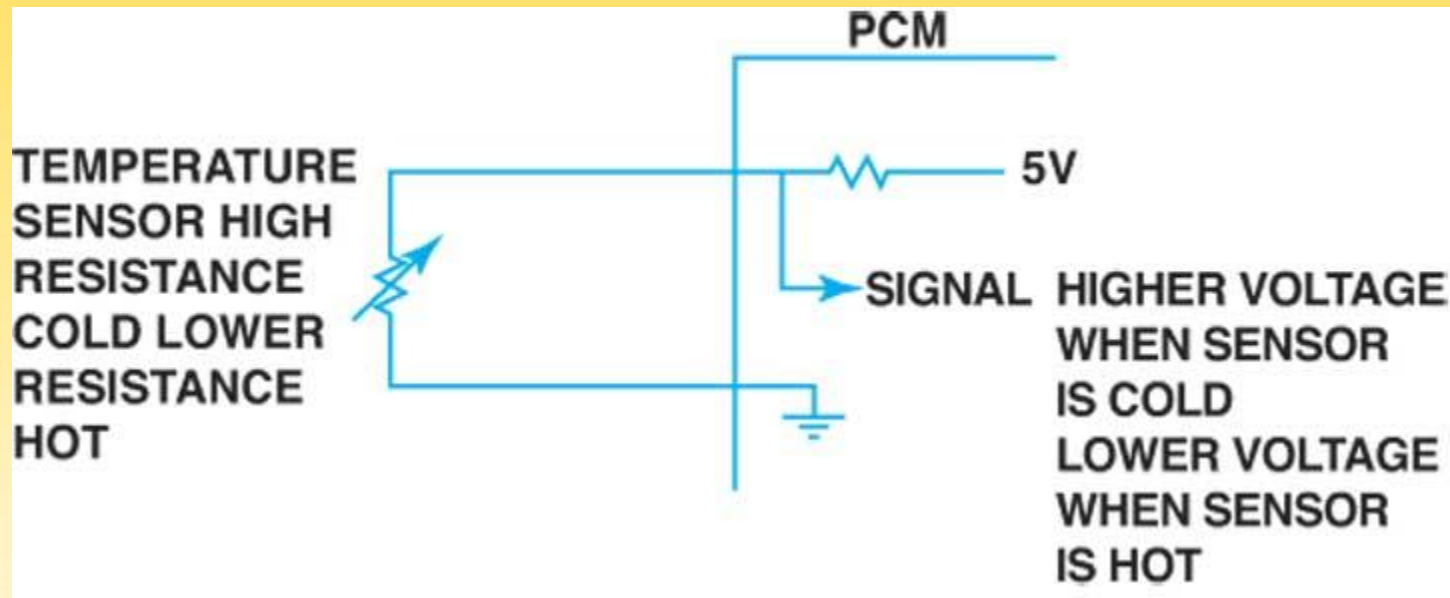 PCM
TEMPERATURE
SENSOR HIGH
RESISTANCE
COLD LOWER
RESISTANCE
HOT
5V
SIGNAL HIGHER VOLTAGE
WHEN SENSOR
IS COLD
LOWER VOLTAGE
WHEN SENSOR
IS HOT